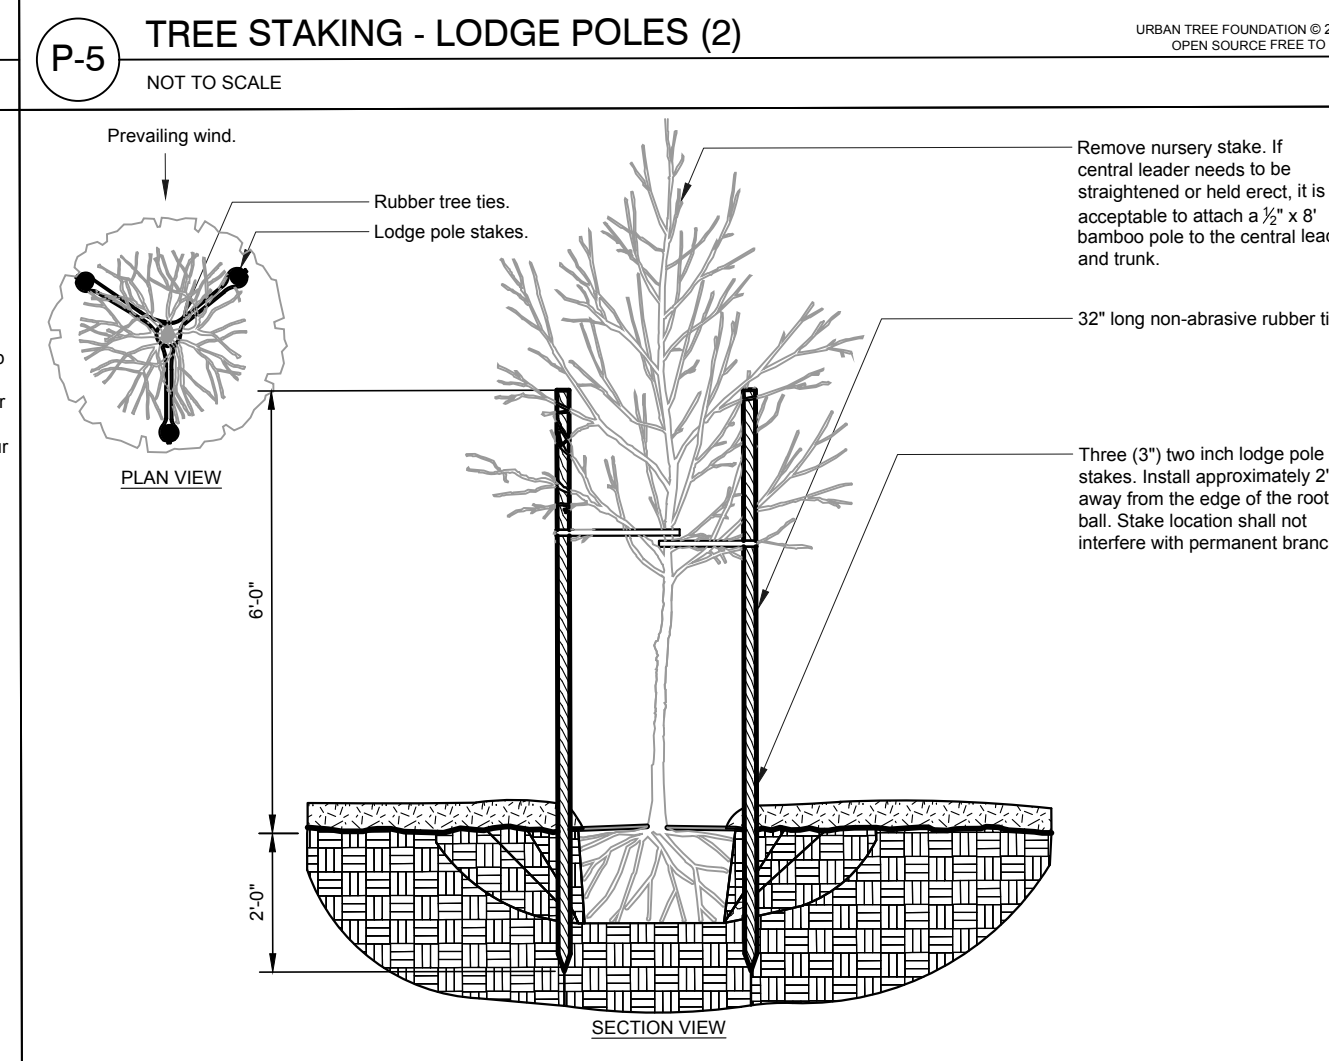 P-5
TREE STAKING - LODGE POLES (2)
NOT TO SCALE
URBAN TREE FOUNDATION ©
OPEN SOURCE FREE TO
Prevailing wind.
Rubber tree ties.
Lodge pole stakes.
PLAN VIEW
Remove nursery stake. If
central leader needs to be
straightened or held erect, it is
acceptable to attach a ½" x 8'
bamboo pole to the central
and trunk.
32" long non-abrasive rubber
Three (3") two inch lodge pole
stakes. Install approximately 2'
away from the edge of the root
ball. Stake location shall not
interfere with permanent
6'-0"
2'-0"
SECTION VIEW